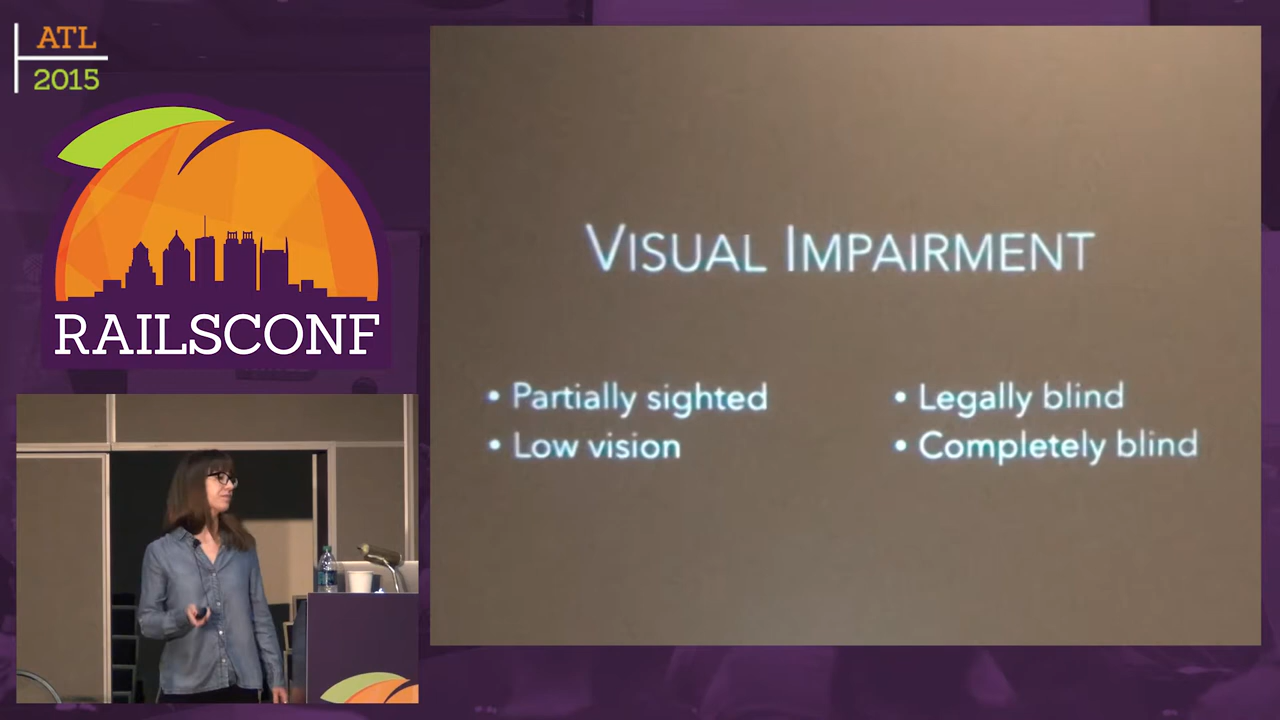 ATL
2015
RAILSCONF
VISUAL IMPAIRMENT
• Partially sighted
• Low vision
• Legally blind
• Completely blind